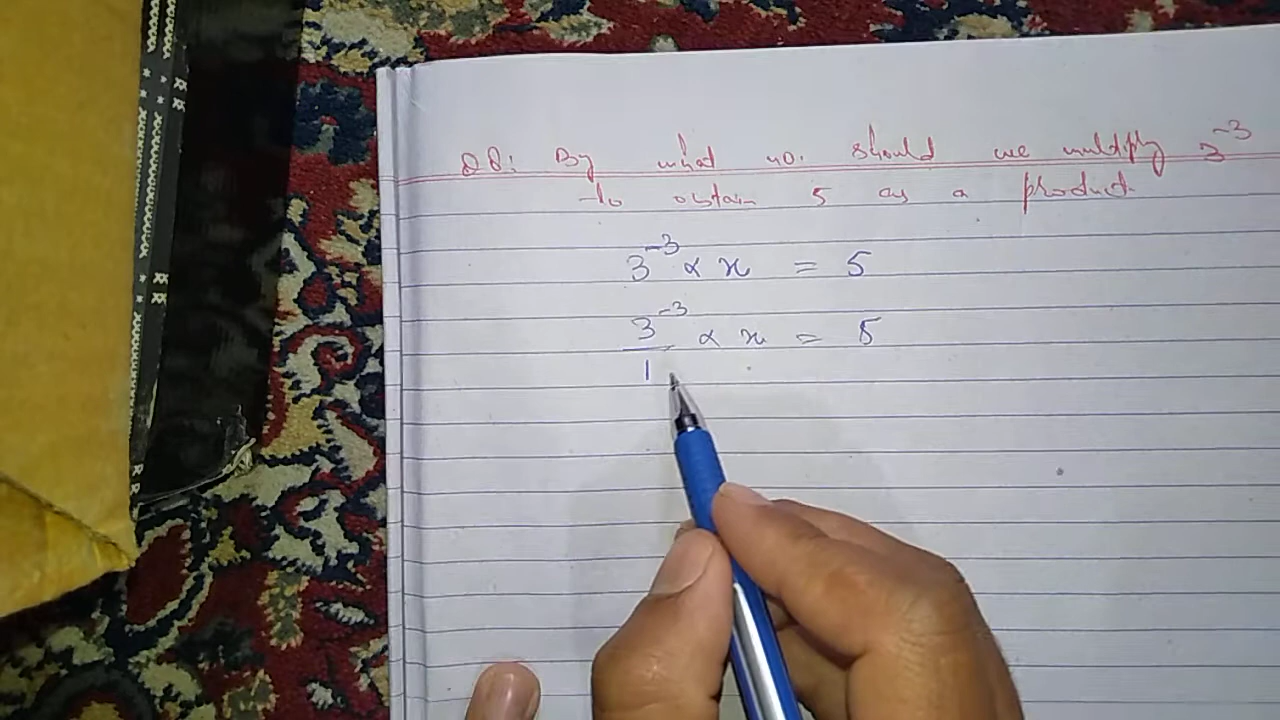 Q8: By what no. should we multiply 3⁻³
to obtain 5 as a product
3⁻³ × x = 5
3⁻³/1 × x = 5